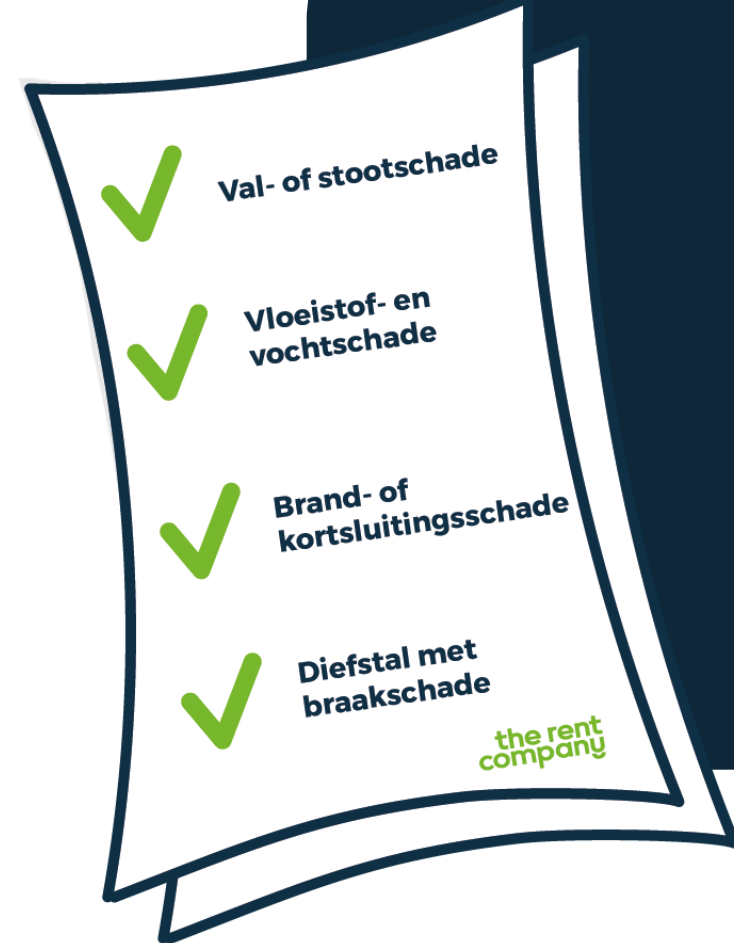 Val- of stootschade
Vloeistof- en
vochtschade
Brand- of
kortsluitingsschade
Diefstal met
braakschade
the rent
company